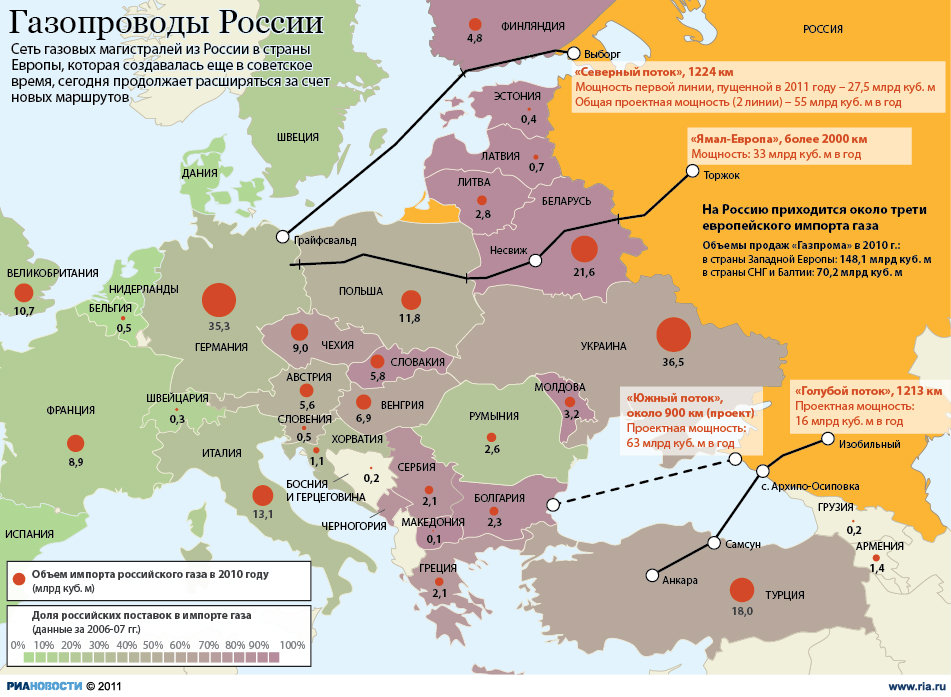 Газопроводы России
Сеть газовых магистралей из России в страны
Европы, которая создавалась еще в советское
время, сегодня продолжает расширяться за счет
новых маршрутов
ФИНЛЯНДИЯ
4,8
РОССИЯ
Выборг
«Северный поток», 1224 км
Мощность первой линии, пущенной в 2011 году – 27,5 млрд куб. м
Общая проектная мощность (2 линии) – 55 млрд куб. м в год
ЭСТОНИЯ
0,4
ШВЕЦИЯ
«Ямал-Европа», более 2000 км
Мощность: 33 млрд куб. м в год
ЛАТВИЯ
0,7
ДАНИЯ
Торжок
ЛИТВА
2,8
БЕЛАРУСЬ
На Россию приходится около трети
европейского импорта газа
Объемы продаж «Газпрома» в 2010 г.:
в страны Западной Европы: 148,1 млрд куб. м
в страны СНГ и Балтии: 70,2 млрд куб. м
Грайфсвальд
Несвиж
21,6
ВЕЛИКОБРИТАНИЯ
10,7
НИДЕРЛАНДЫ
БЕЛЬГИЯ
0,5
35,3
ГЕРМАНИЯ
ПОЛЬША
11,8
ЧЕХИЯ
9,0
УКРАИНА
36,5
СЛОВАКИЯ
5,8
АВСТРИЯ
5,6
МОЛДОВА
3,2
«Южный поток»,
около 900 км (проект)
Проектная мощность:
63 млрд куб. м в год
«Голубой поток», 1213 км
Проектная мощность:
16 млрд куб. м в год
ШВЕЙЦАРИЯ
0,3
ФРАНЦИЯ
8,9
ВЕНГРИЯ
6,9
РУМЫНИЯ
2,6
СЛОВЕНИЯ
0,5
ХОРВАТИЯ
1,1
Изобильный
ИТАЛИЯ
13,1
0,2
БОСНИЯ
И ГЕРЦЕГОВИНА
СЕРБИЯ
2,1
с. Архипо-Осиповка
БОЛГАРИЯ
2,3
ГРУЗИЯ
0,2
ЧЕРНОГОРИЯ
МАКЕДОНИЯ
0,1
ИСПАНИЯ
Самсун
АРМЕНИЯ
1,4
ГРЕЦИЯ
2,1
Анкара
ТУРЦИЯ
18,0
Объем импорта российского газа в 2010 году
(млрд куб. м)
Доля российских поставок в импорте газа
(данные за 2006-07 гг.)
0% 10% 20% 30% 40% 50% 60% 70% 80% 90% 100%
РИАНОВОСТИ © 2011
www.ria.ru